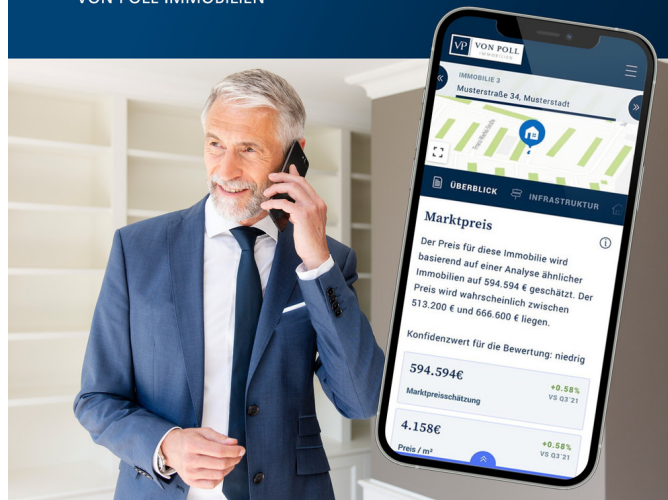 VON POLL IMMOBILIEN
VP VON POLL
IMMOBILIEN
IMMOBILIE 3
Musterstraße 34, Musterstadt
ÜBERBLICK
INFRASTRUKTUR
Marktpreis
Der Preis für diese Immobilie wird
basierend auf einer Analyse ähnlicher
Immobilien auf 594.594 € geschätzt. Der
Preis wird wahrscheinlich zwischen
513.200 € und 666.600 € liegen.
Konfidenzwert für die Bewertung: niedrig
594.594€
+0.58%
Marktpreisschätzung
VS Q3'21
4.158€
+0.58%
Preis / m²
VS Q3'21